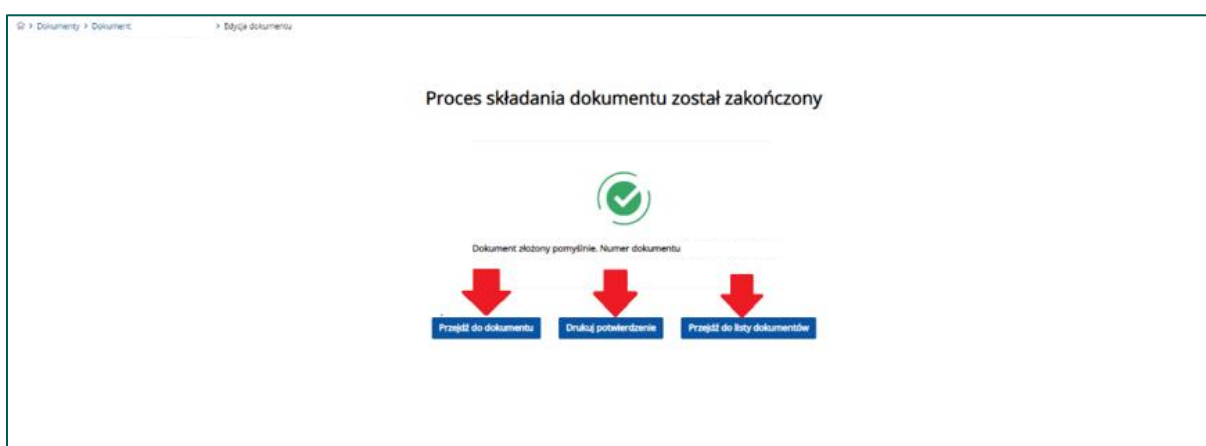 > Dokumenty > Dokument > Edycja dokumentu
Proces składania dokumentu został zakończony
Dokument złożony pomyślnie. Numer dokumentu
Przejdź do dokumentu Drukuj potwierdzenie Przejdź do listy dokumentów